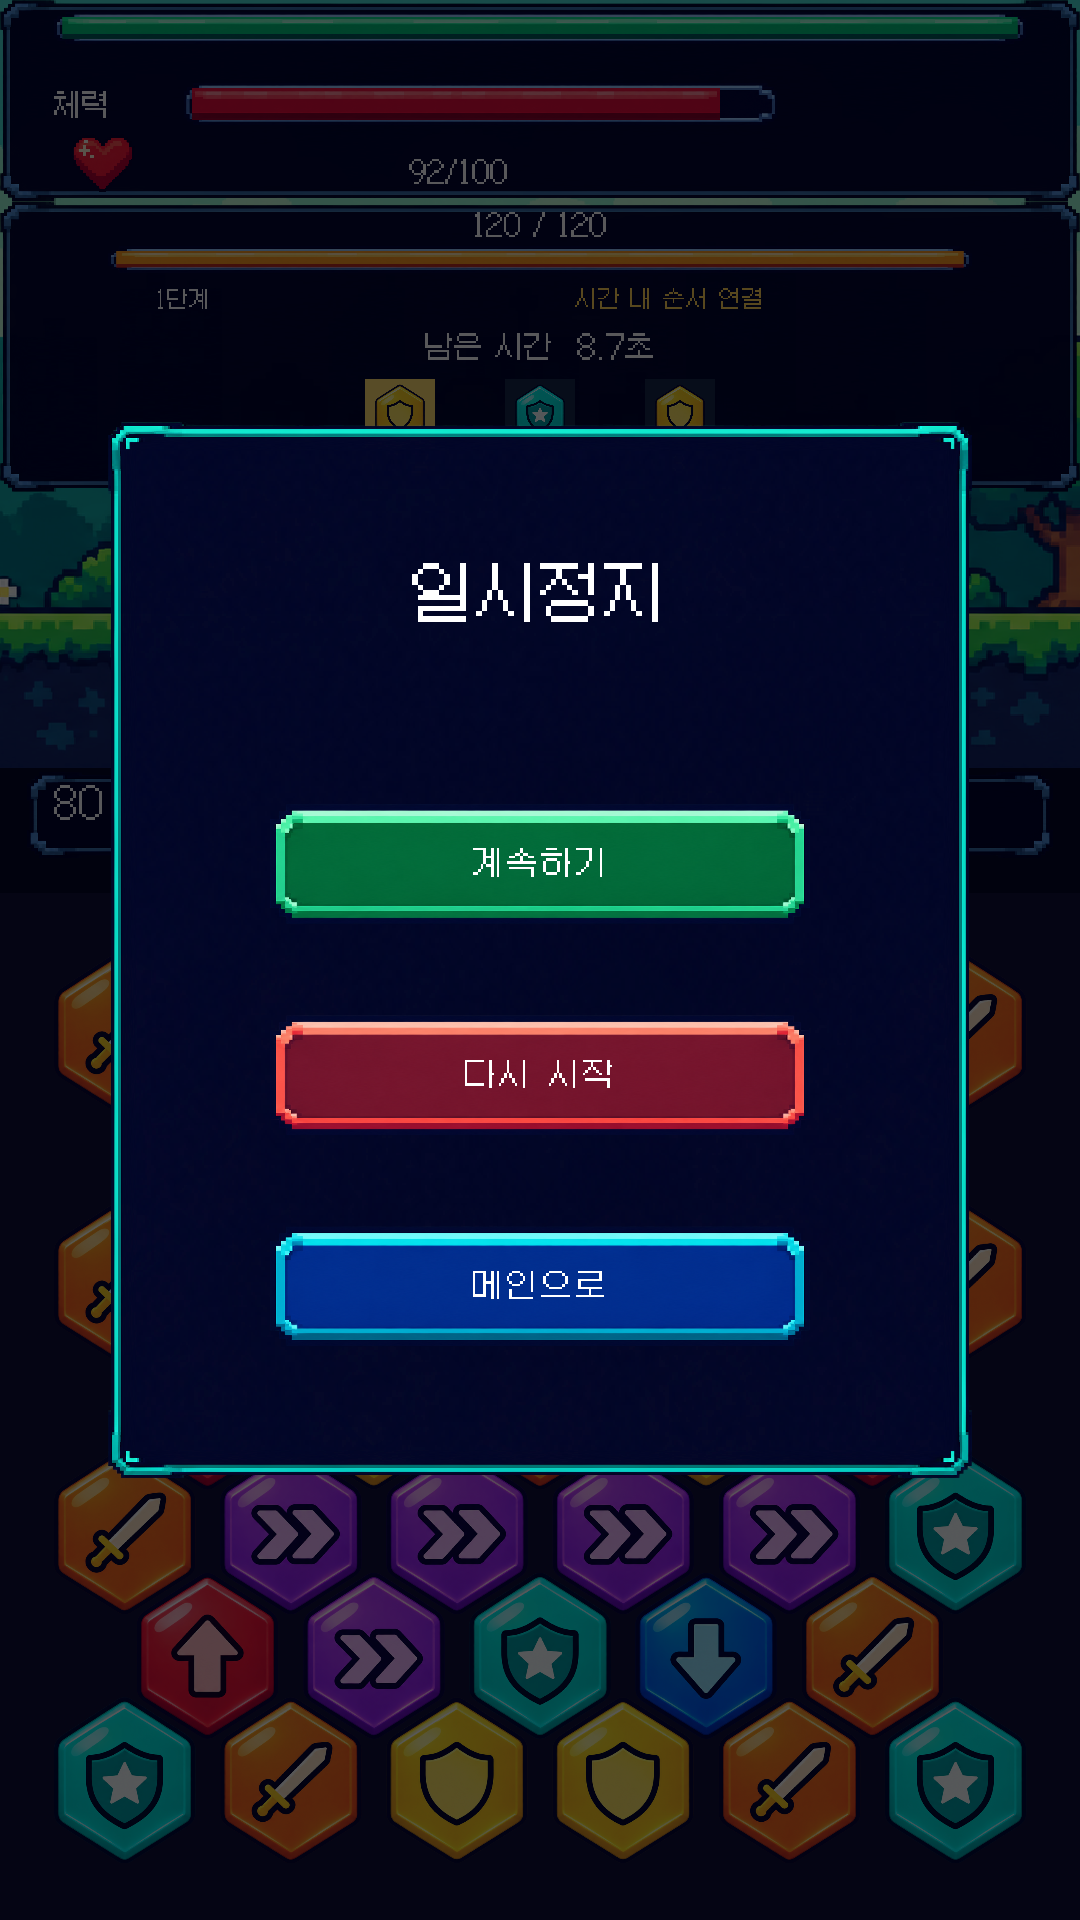 체력
92/100
120 / 120
1단계
시간 내 순서 연결
남은 시간 8.7초
일시정지
80
계속하기
다시 시작
메인으로